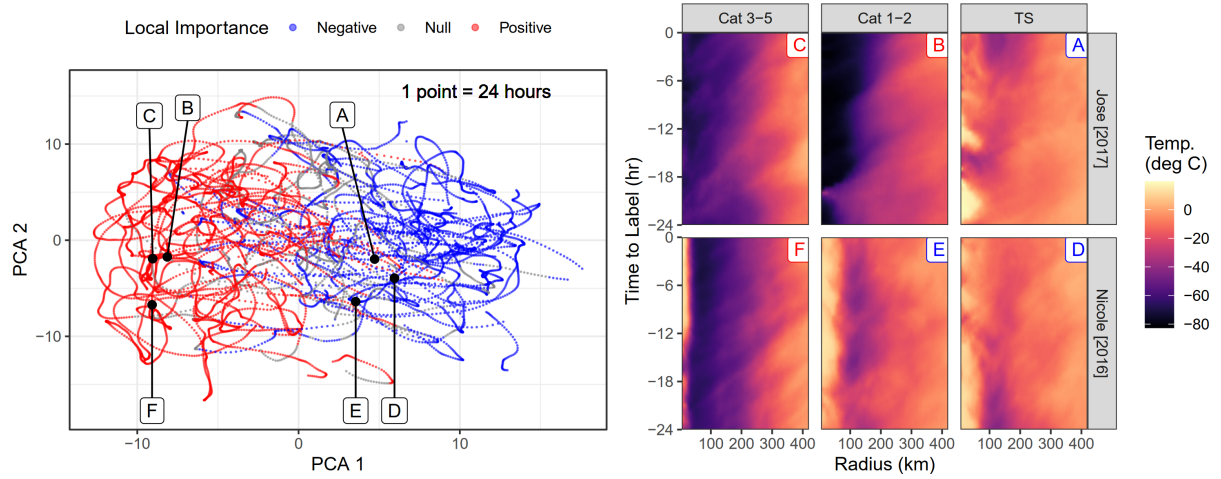 Local Importance Negative Null Positive
1 point = 24 hours
C
B
A
F
E
D
PCA 2
10
0
−10
−10
0
10
PCA 1
Cat 3−5
Cat 1−2
TS
C
B
A
Jose [2017]
F
E
D
Nicole [2016]
Time to Label (hr)
0
−6
−12
−18
−24
0
−6
−12
−18
−24
100 200 300 400
100 200 300 400
100 200 300 400
Radius (km)
Temp.
(deg C)
0
−20
−40
−60
−80